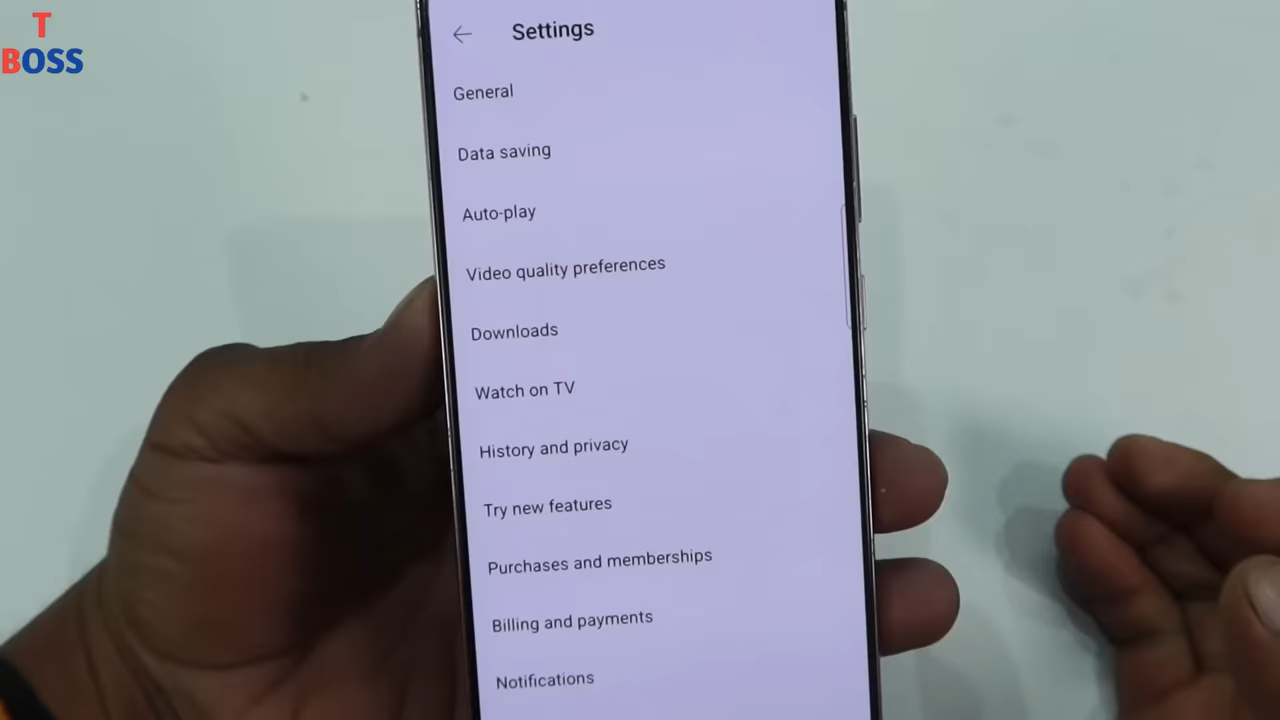 T
BOSS
Settings
General
Data saving
Auto-play
Video quality preferences
Downloads
Watch on TV
History and privacy
Try new features
Purchases and memberships
Billing and payments
Notifications